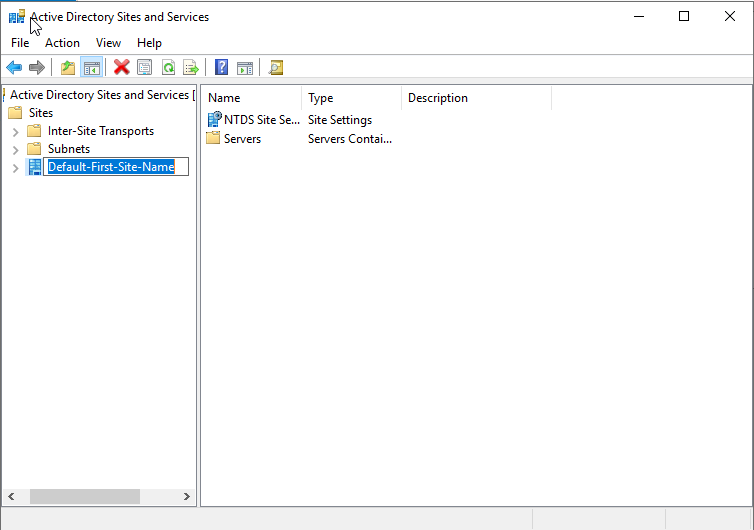 Active Directory Sites and Services
File Action View Help
Active Directory Sites and Services [
Sites
Inter-Site Transports
Subnets
Default-First-Site-Name
Name Type Description
NTDS Site Se... Site Settings
Servers Servers Contai...